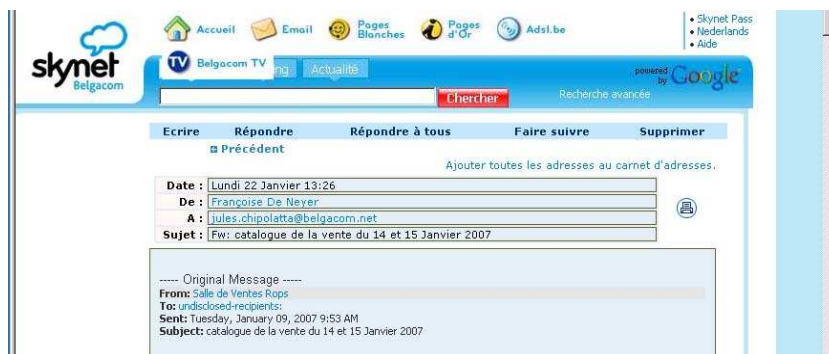 Accueil Email Pages Blanches Pages d'Or Adsl.be
• Skynet Pass
• Nederlands
• Aide
skynet
Belgacom
TV Belgacom TV ng Actualité
powered by Google
Chercher Recherche avancée
Ecrire Répondre Répondre à tous Faire suivre Supprimer
Précédent
Ajouter toutes les adresses au carnet d'adresses.
Date : Lundi 22 Janvier 13:26
De : Françoise De Neyer
A : jules.chipolatta@belgacom.net
Sujet : Fw: catalogue de la vente du 14 et 15 Janvier 2007
----- Original Message -----
From: Salle de Ventes Rops
To: undisclosed-recipients:
Sent: Tuesday, January 09, 2007 9:53 AM
Subject: catalogue de la vente du 14 et 15 Janvier 2007